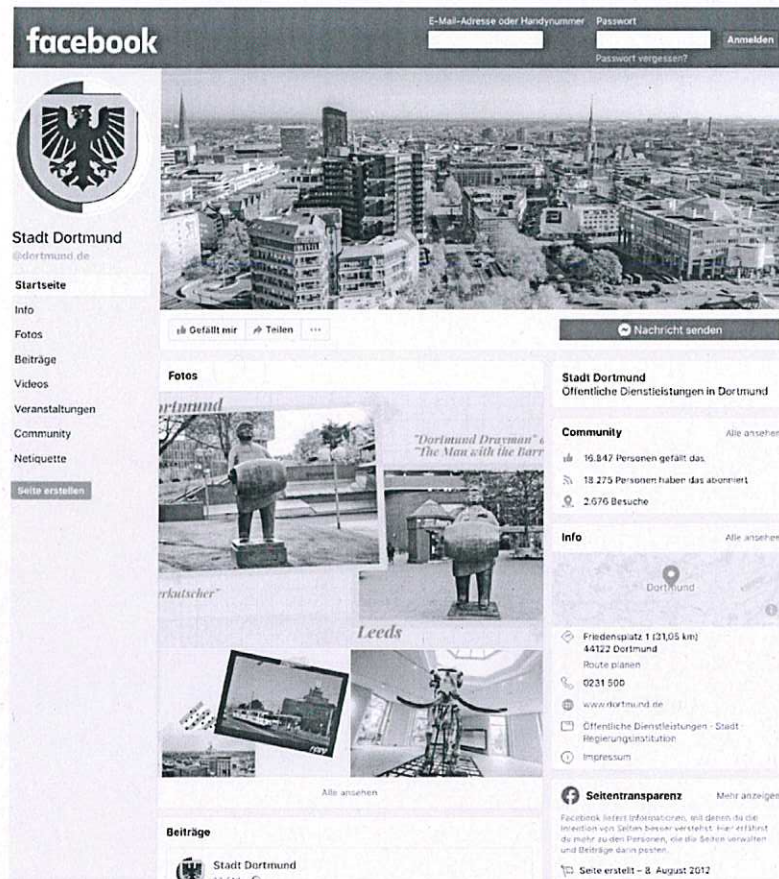 facebook
E-Mail-Adresse oder Handynummer
Passwort
Anmelden
Passwort vergessen?
Stadt Dortmund
@dortmund.de
Startseite
Info
Fotos
Beiträge
Videos
Veranstaltungen
Community
Netiquette
Seite erstellen
Gefällt mir
Teilen
Nachricht senden
Fotos
ortmund
"Dortmund Drayman"
"The Man with the Barr
erkutscher"
Leeds
Alle ansehen
Beiträge
Stadt Dortmund
Stadt Dortmund
Öffentliche Dienstleistungen in Dortmund
Community
Alle ansehen
16.847 Personen gefällt das
18.275 Personen haben das abonniert
2.676 Besuche
Info
Alle ansehen
Dortmund
Friedensplatz 1 (31,05 km)
44122 Dortmund
Route planen
0231 500
www.dortmund.de
Öffentliche Dienstleistungen · Stadt ·
Regierungsinstitution
Impressum
Seitentransparenz
Mehr anzeigen
Facebook liefert Informationen, mit denen du die
Intention von Seiten besser verstehst. Hier erfährst
du mehr zu den Personen, die die Seiten verwalten
und Beiträge darin posten.
Seite erstellt – 8. August 2012